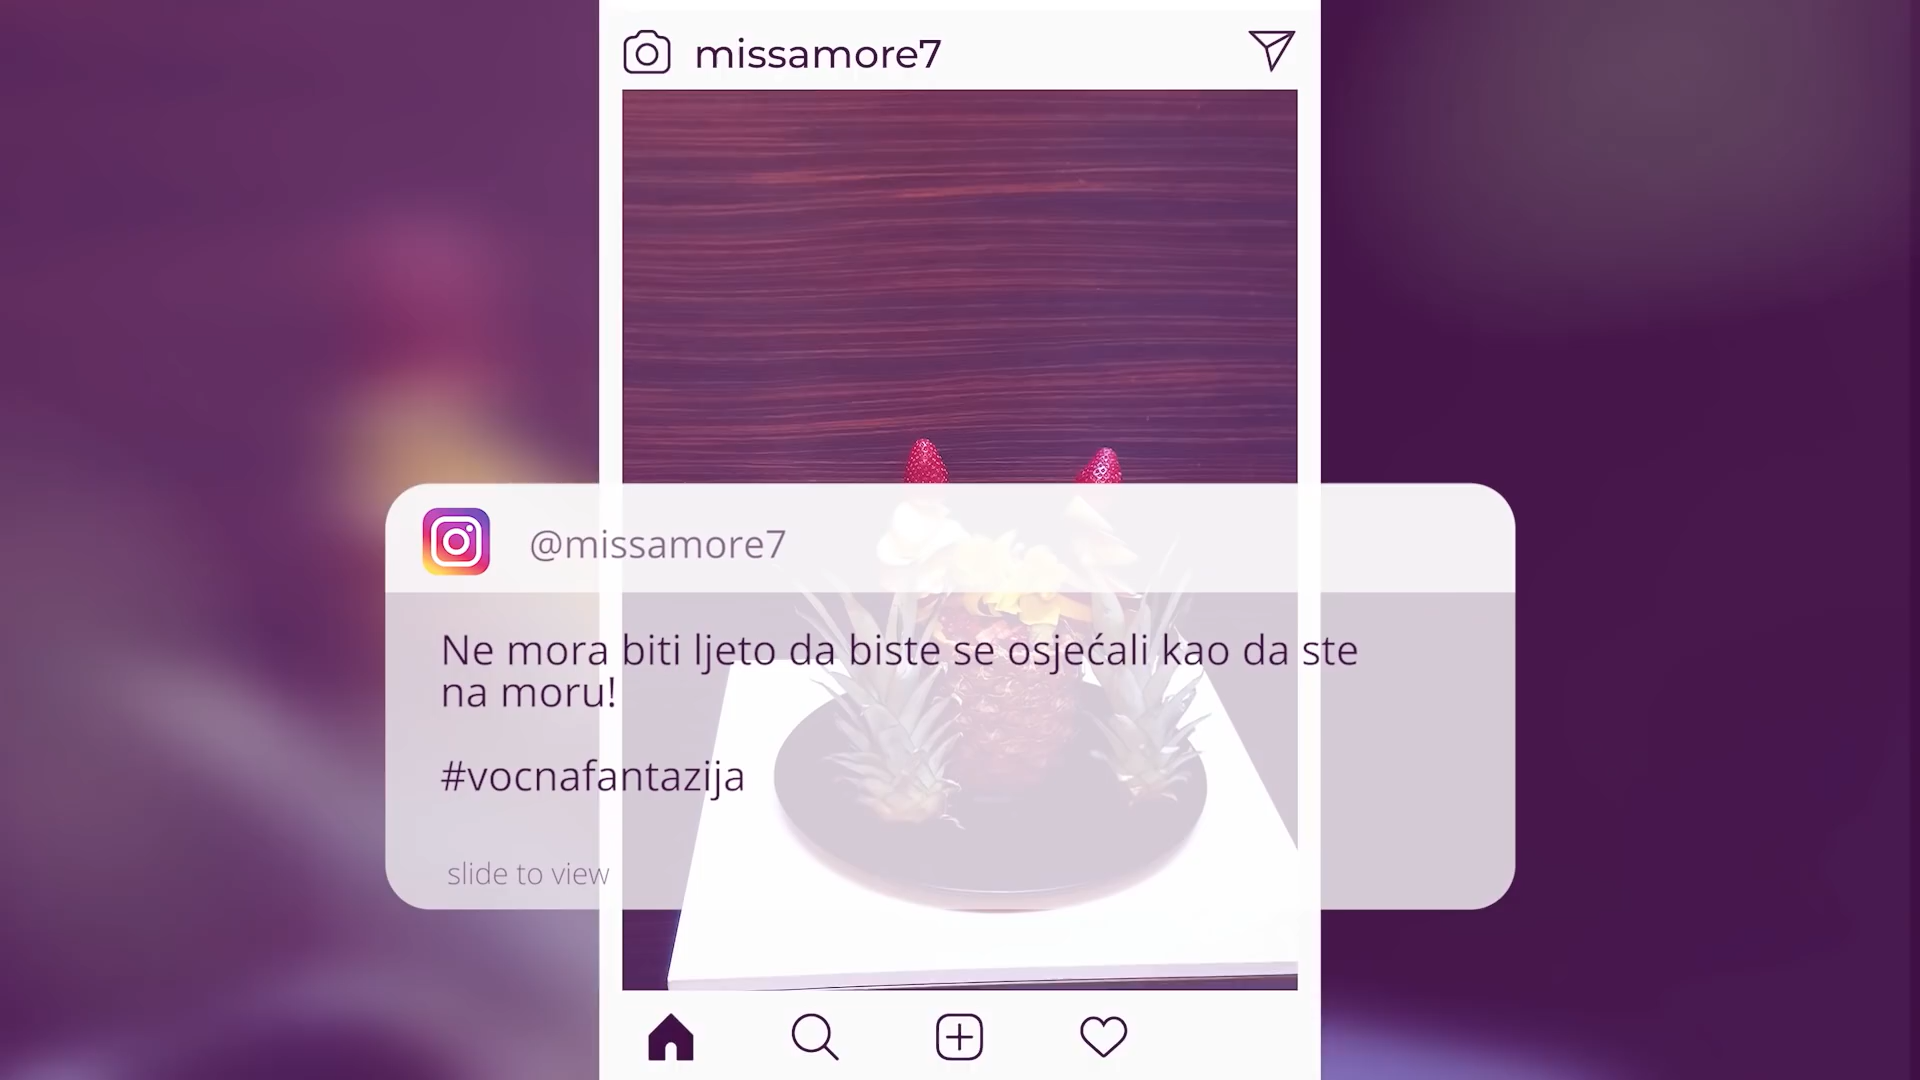 missamore7
@missamore7
Ne mora biti ljeto da biste se osjećali kao da ste
na moru!
#vocnafantazija
slide to view